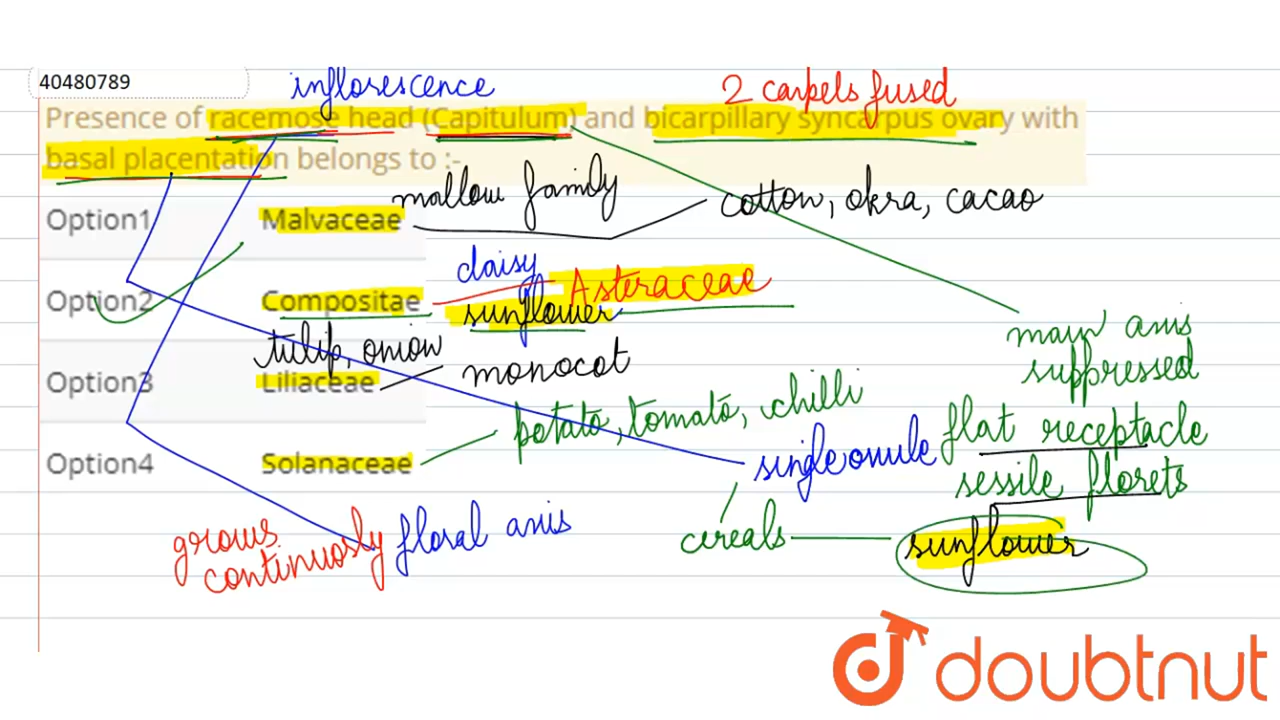 40480789
inflorescence
2 carpels fused
Presence of racemose head (Capitulum) and bicarpillary syncarpus ovary with
basal placentation belongs to :-
mallow family
cotton, okra, cacao
Option1 Malvaceae
daisy
Asteraceae
Option2 Compositae
sunflower
tulip, onion
monocot
Option3 Liliaceae
main axis
suppressed
potato, tomato, chilli
flat receptacle
Option4 Solanaceae
single ovule
sessile florets
grows
continuosly
floral axis
cereals
sunflower
doubtnut